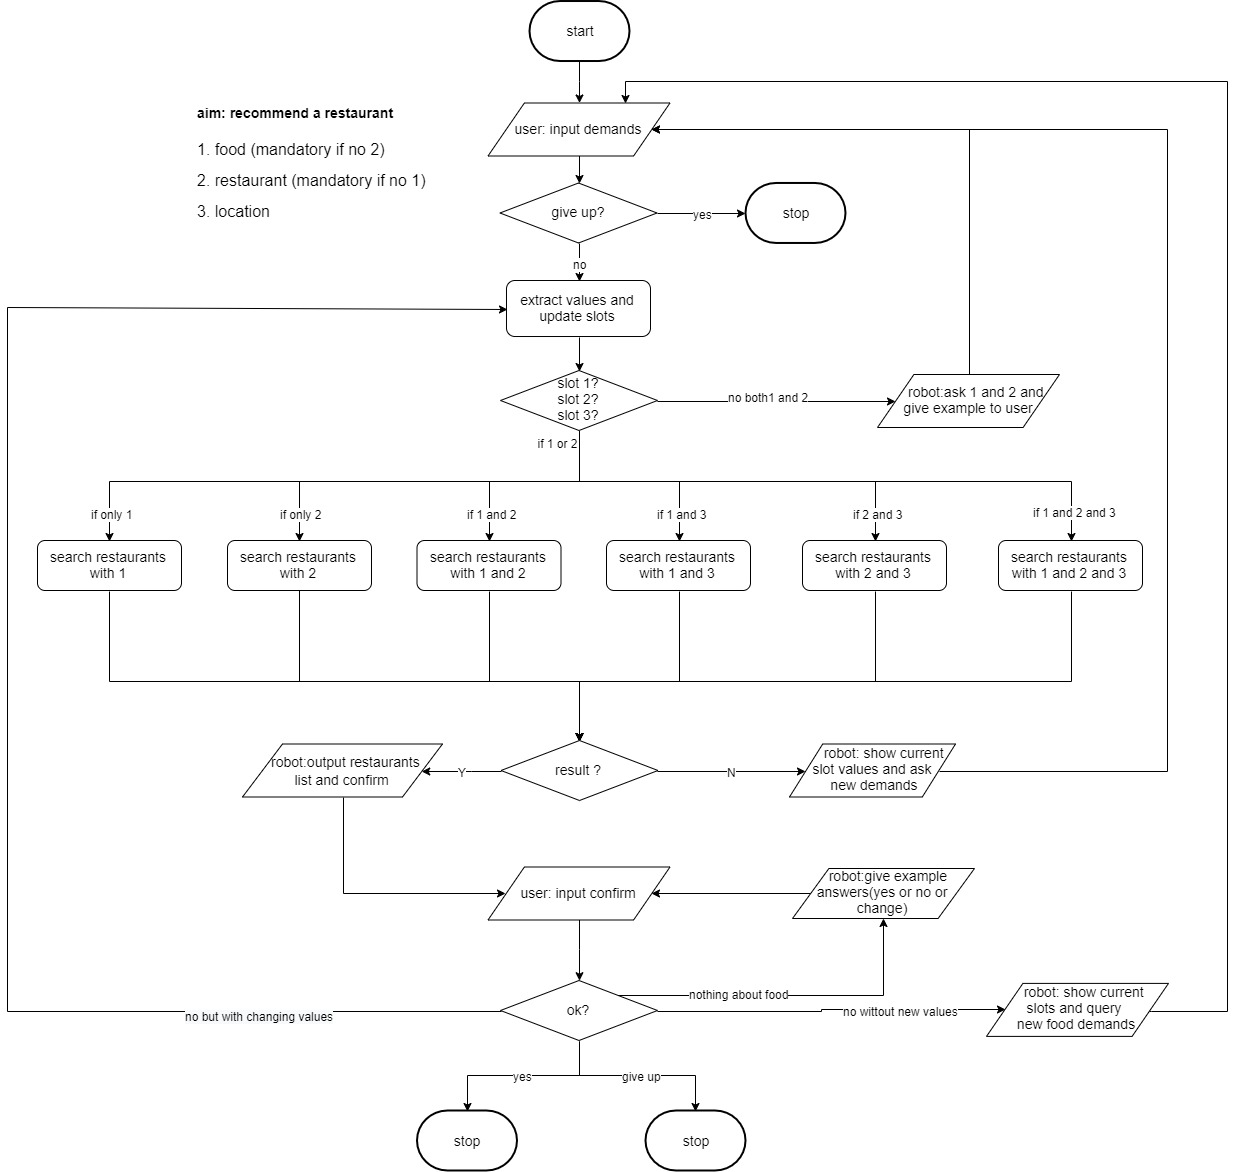 start
aim: recommend a restaurant
1. food (mandatory if no 2)
2. restaurant (mandatory if no 1)
3. location
user: input demands
give up?
yes
stop
no
extract values and
update slots
slot 1?
slot 2?
slot 3?
no both1 and 2
robot:ask 1 and 2 and
give example to user
if 1 or 2
if only 1
if only 2
if 1 and 2
if 1 and 3
if 2 and 3
if 1 and 2 and 3
search restaurants
with 1
search restaurants
with 2
search restaurants
with 1 and 2
search restaurants
with 1 and 3
search restaurants
with 2 and 3
search restaurants
with 1 and 2 and 3
robot:output restaurants
list and confirm
Y
result ?
N
robot: show current
slot values and ask
new demands
user: input confirm
robot:give example
answers(yes or no or
change)
nothing about food
no but with changing values
ok?
no witout new values
robot: show current
slots and query
new food demands
yes
give up
stop
stop